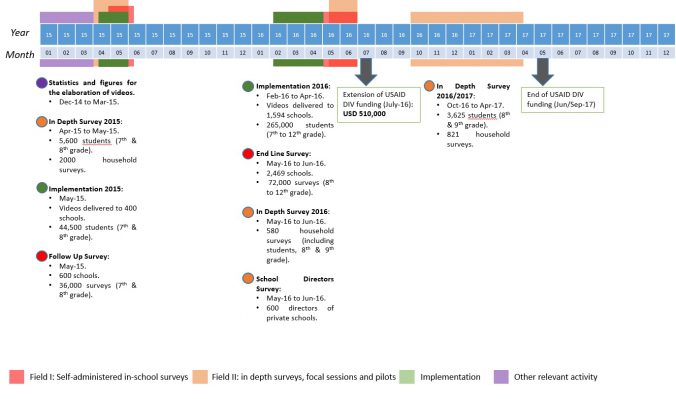 Year 15 15 15 15 15 15 15 15 15 15 15 15 16 16 16 16 16 16 16 16 16 16 16 16 17 17 17 17 17 17 17 17 17 17 17 17
Month 01 02 03 04 05 06 07 08 09 10 11 12 01 02 03 04 05 06 07 08 09 10 11 12 01 02 03 04 05 06 07 08 09 10 11 12
Statistics and figures for
the elaboration of videos.
• Dec-14 to Mar-15.
In Depth Survey 2015:
• Apr-15 to May-15.
• 5,600 students (7th &
8th grade).
• 2000 household
surveys.
Implementation 2015:
• May-15.
• Videos delivered to 400
schools.
• 44,500 students (7th &
8th grade).
Follow Up Survey:
• May-15.
• 600 schools.
• 36,000 surveys (7th &
8th grade).
Implementation 2016:
• Feb-16 to Apr-16.
• Videos delivered to
1,594 schools.
• 265,000 students
(7th to 12th grade).
End Line Survey:
• May-16 to Jun-16.
• 2,469 schools.
• 72,000 surveys (8th
to 12th grade).
In Depth Survey 2016:
• May-16 to Jun-16.
• 580 household
surveys (including
students, 8th & 9th
grade).
School Directors
Survey:
• May-16 to Jun-16.
• 600 directors of
private schools.
Extension of USAID
DIV funding (July-16):
USD 510,000
In Depth Survey
2016/2017:
• Oct-16 to Apr-17.
• 3,625 students (8th
& 9th grade).
• 821 household
surveys.
End of USAID DIV
funding (Jun/Sep-17)
Field I: Self-administered in-school surveys
Field II: in depth surveys, focal sessions and pilots
Implementation
Other relevant activity